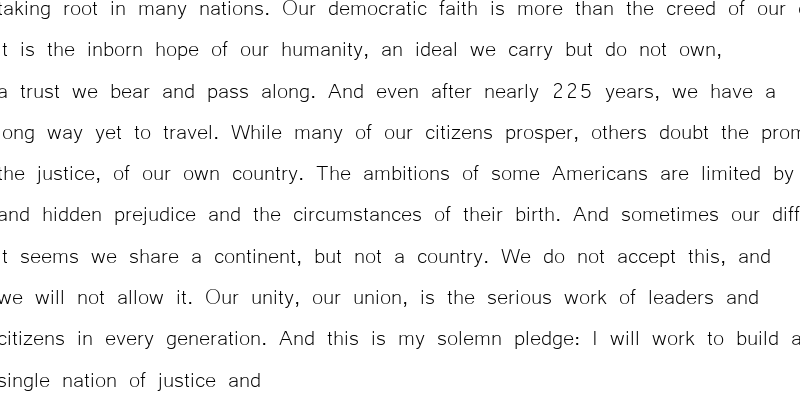 taking root in many nations. Our democratic faith is more than the creed of our
t is the inborn hope of our humanity, an ideal we carry but do not own,
a trust we bear and pass along. And even after nearly 225 years, we have a
ong way yet to travel. While many of our citizens prosper, others doubt the prom
the justice, of our own country. The ambitions of some Americans are limited by
and hidden prejudice and the circumstances of their birth. And sometimes our diff
it seems we share a continent, but not a country. We do not accept this, and
we will not allow it. Our unity, our union, is the serious work of leaders and
citizens in every generation. And this is my solemn pledge: I will work to build a
single nation of justice and